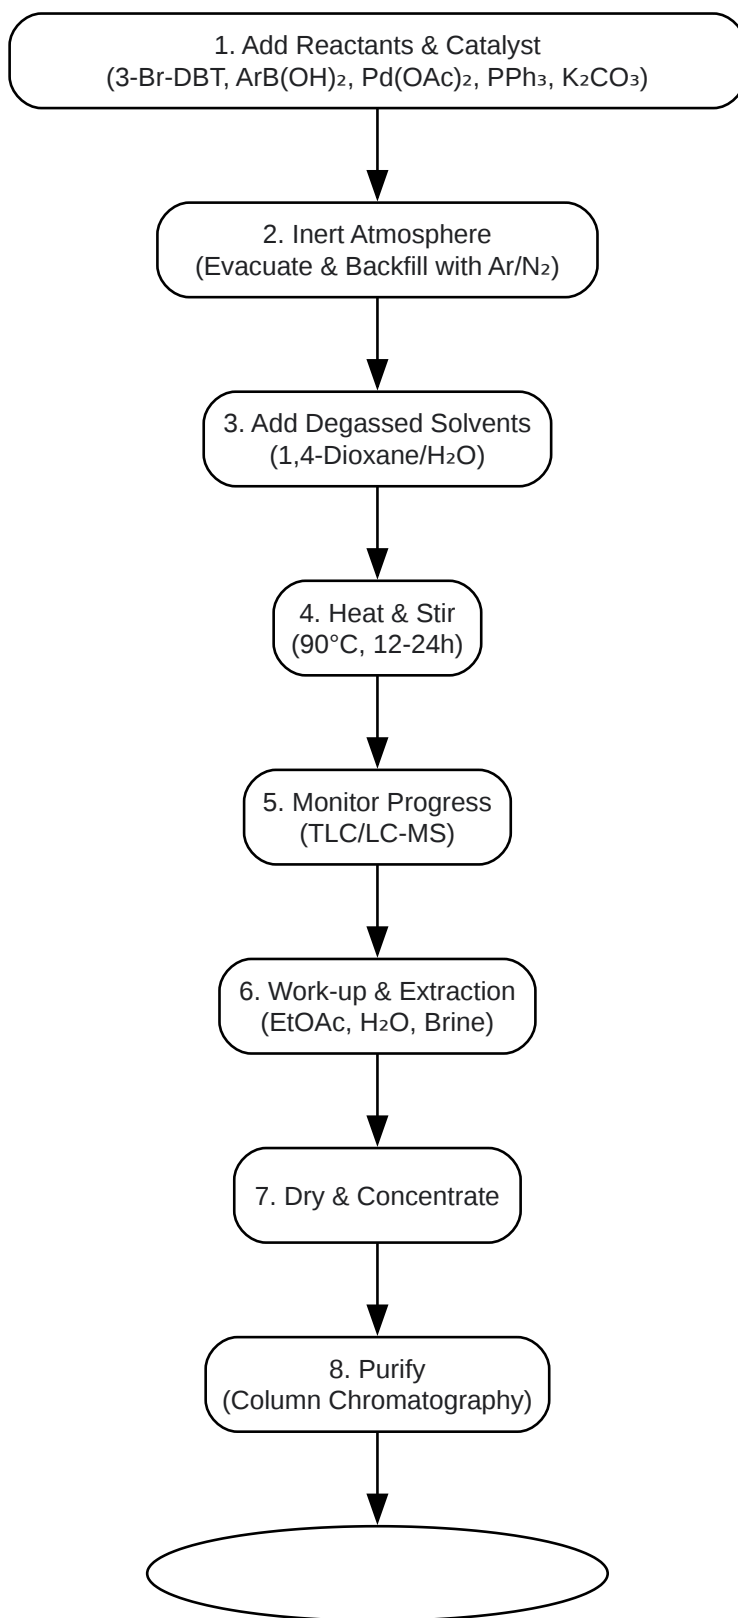 1. Add Reactants & Catalyst
(3-Br-DBT, ArB(OH)₂, Pd(OAc)₂, PPh₃, K₂CO₃)
2. Inert Atmosphere
(Evacuate & Backfill with Ar/N₂)
3. Add Degassed Solvents
(1,4-Dioxane/H₂O)
4. Heat & Stir
(90°C, 12-24h)
5. Monitor Progress
(TLC/LC-MS)
6. Work-up & Extraction
(EtOAc, H₂O, Brine)
7. Dry & Concentrate
8. Purify
(Column Chromatography)